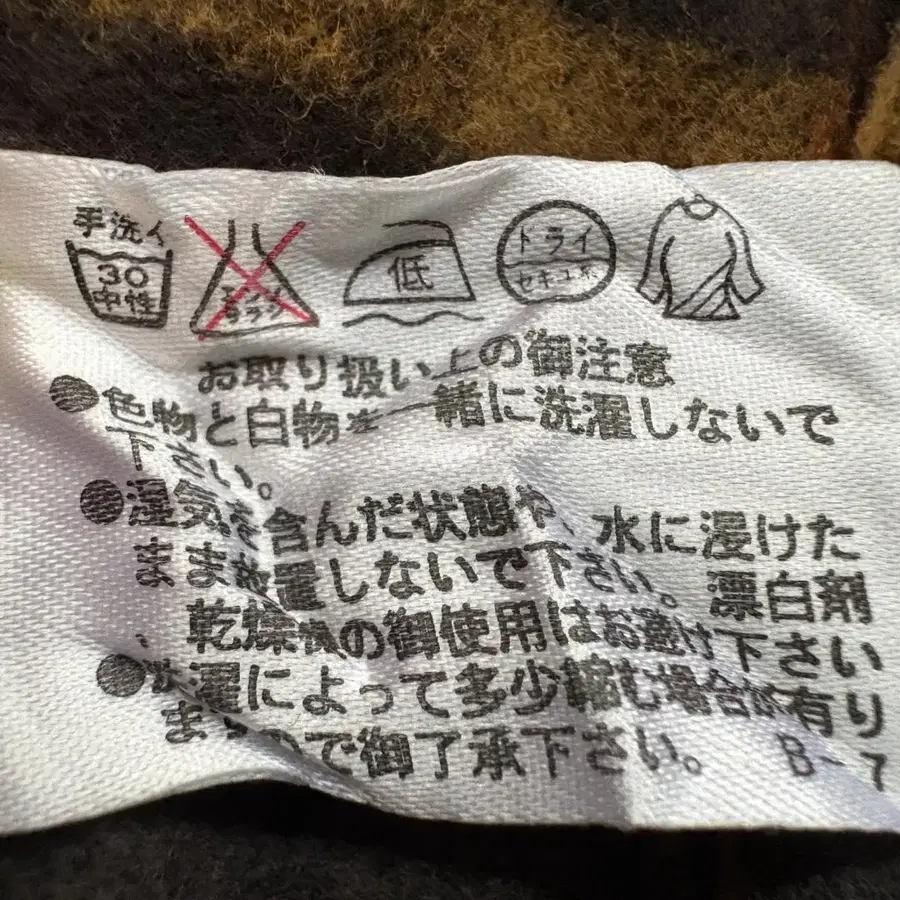 手洗イ
30
中性
低
ドライ
セキユ系
お取り扱い上の御注意
●色物と白物を一緒に洗濯しないで
下さい。
●湿気を含んだ状態や、水に浸けた
まま放置しないで下さい。漂白剤
、乾燥機の御使用はお避け下さい
●洗濯によって多少縮む場合が有り
ますので御了承下さい。
B-7